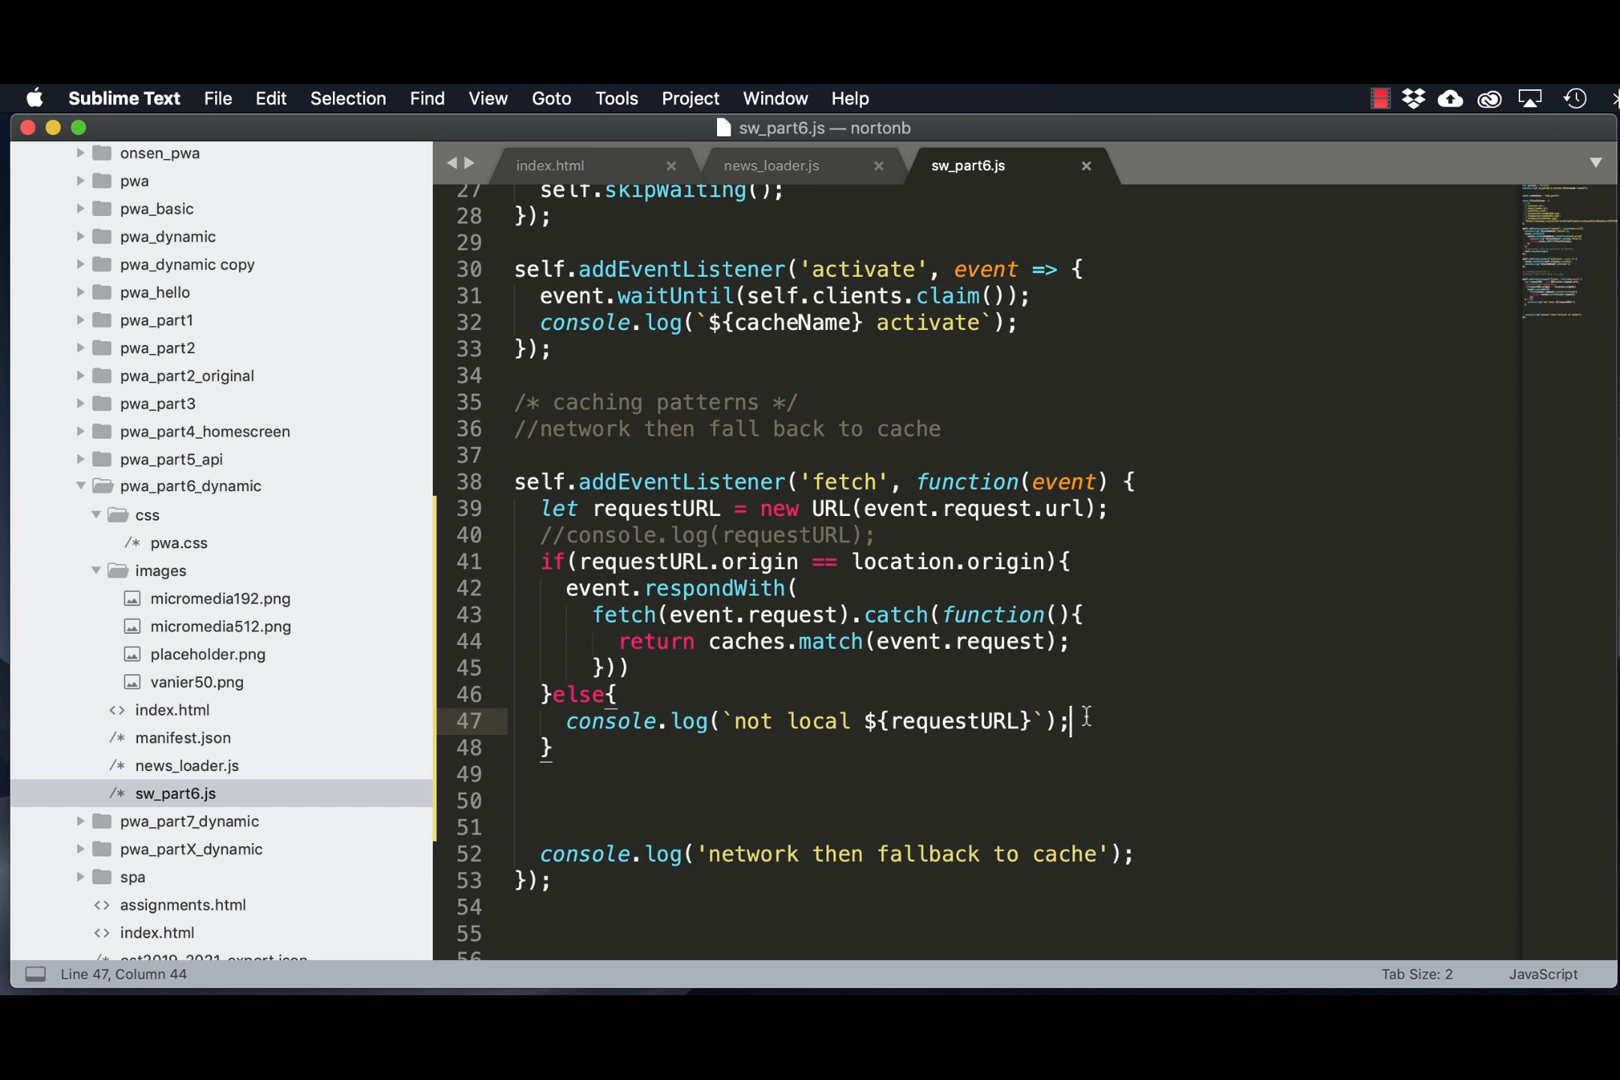 Sublime Text File Edit Selection Find View Goto Tools Project Window Help
sw_part6.js — nortonb
onsen_pwa
pwa
pwa_basic
pwa_dynamic
pwa_dynamic copy
pwa_hello
pwa_part1
pwa_part2
pwa_part2_original
pwa_part3
pwa_part4_homescreen
pwa_part5_api
pwa_part6_dynamic
css
/* pwa.css
images
micromedia192.png
micromedia512.png
placeholder.png
vanier50.png
<> index.html
/* manifest.json
/* news_loader.js
/* sw_part6.js
pwa_part7_dynamic
pwa_partX_dynamic
spa
<> assignments.html
<> index.html
index.html × news_loader.js × sw_part6.js ×
27 self.skipWaiting();
28 });
29
30 self.addEventListener('activate', event => {
31 event.waitUntil(self.clients.claim());
32 console.log(`${cacheName} activate`);
33 });
34
35 /* caching patterns */
36 //network then fall back to cache
37
38 self.addEventListener('fetch', function(event) {
39 let requestURL = new URL(event.request.url);
40 //console.log(requestURL);
41 if(requestURL.origin == location.origin){
42 event.respondWith(
43 fetch(event.request).catch(function(){
44 return caches.match(event.request);
45 }))
46 }else{
47 console.log(`not local ${requestURL}`);
48 }
49
50
51
52 console.log('network then fallback to cache');
53 });
54
55
56
Line 47, Column 44 Tab Size: 2 JavaScript